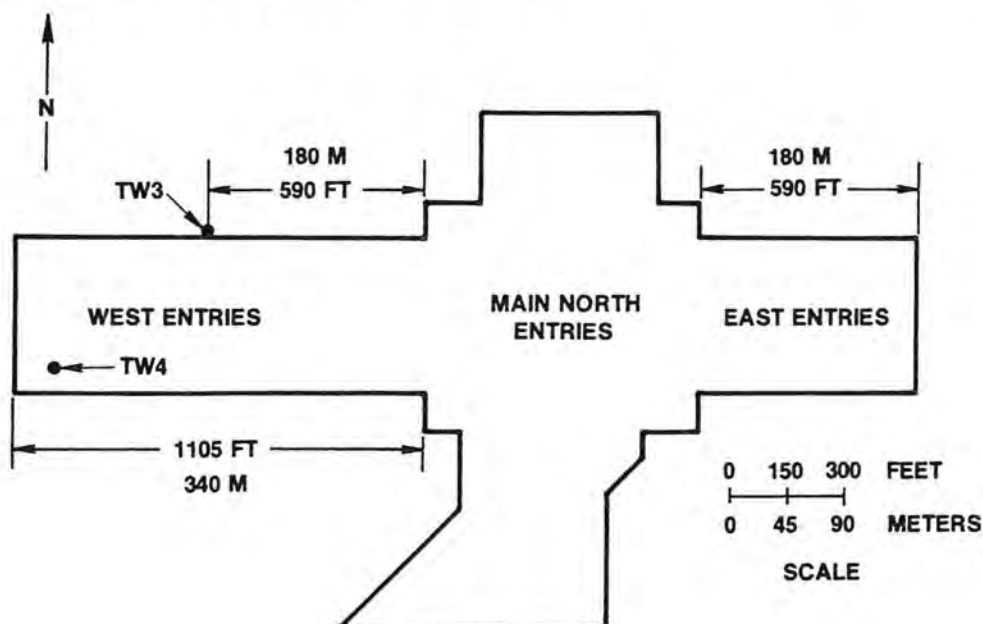 N
180 M
590 FT
TW3
180 M
590 FT
WEST ENTRIES
MAIN NORTH
ENTRIES
EAST ENTRIES
TW4
1105 FT
340 M
0 150 300 FEET
0 45 90 METERS
SCALE